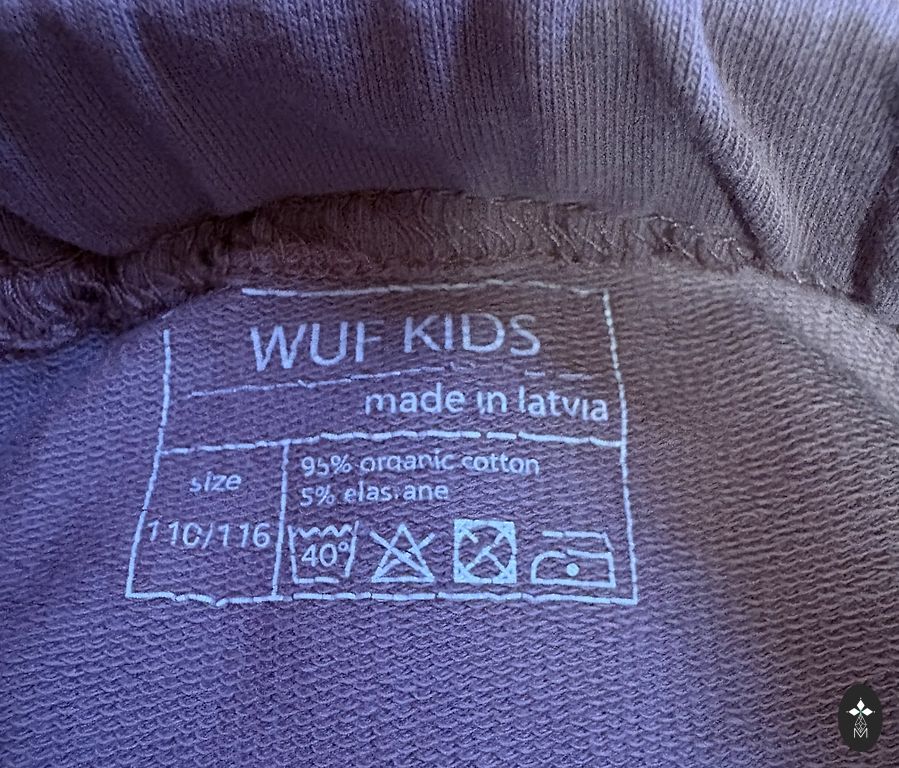 WUF KIDS
made in latvia
size
110/116
95% organic cotton
5% elastane
40°
M